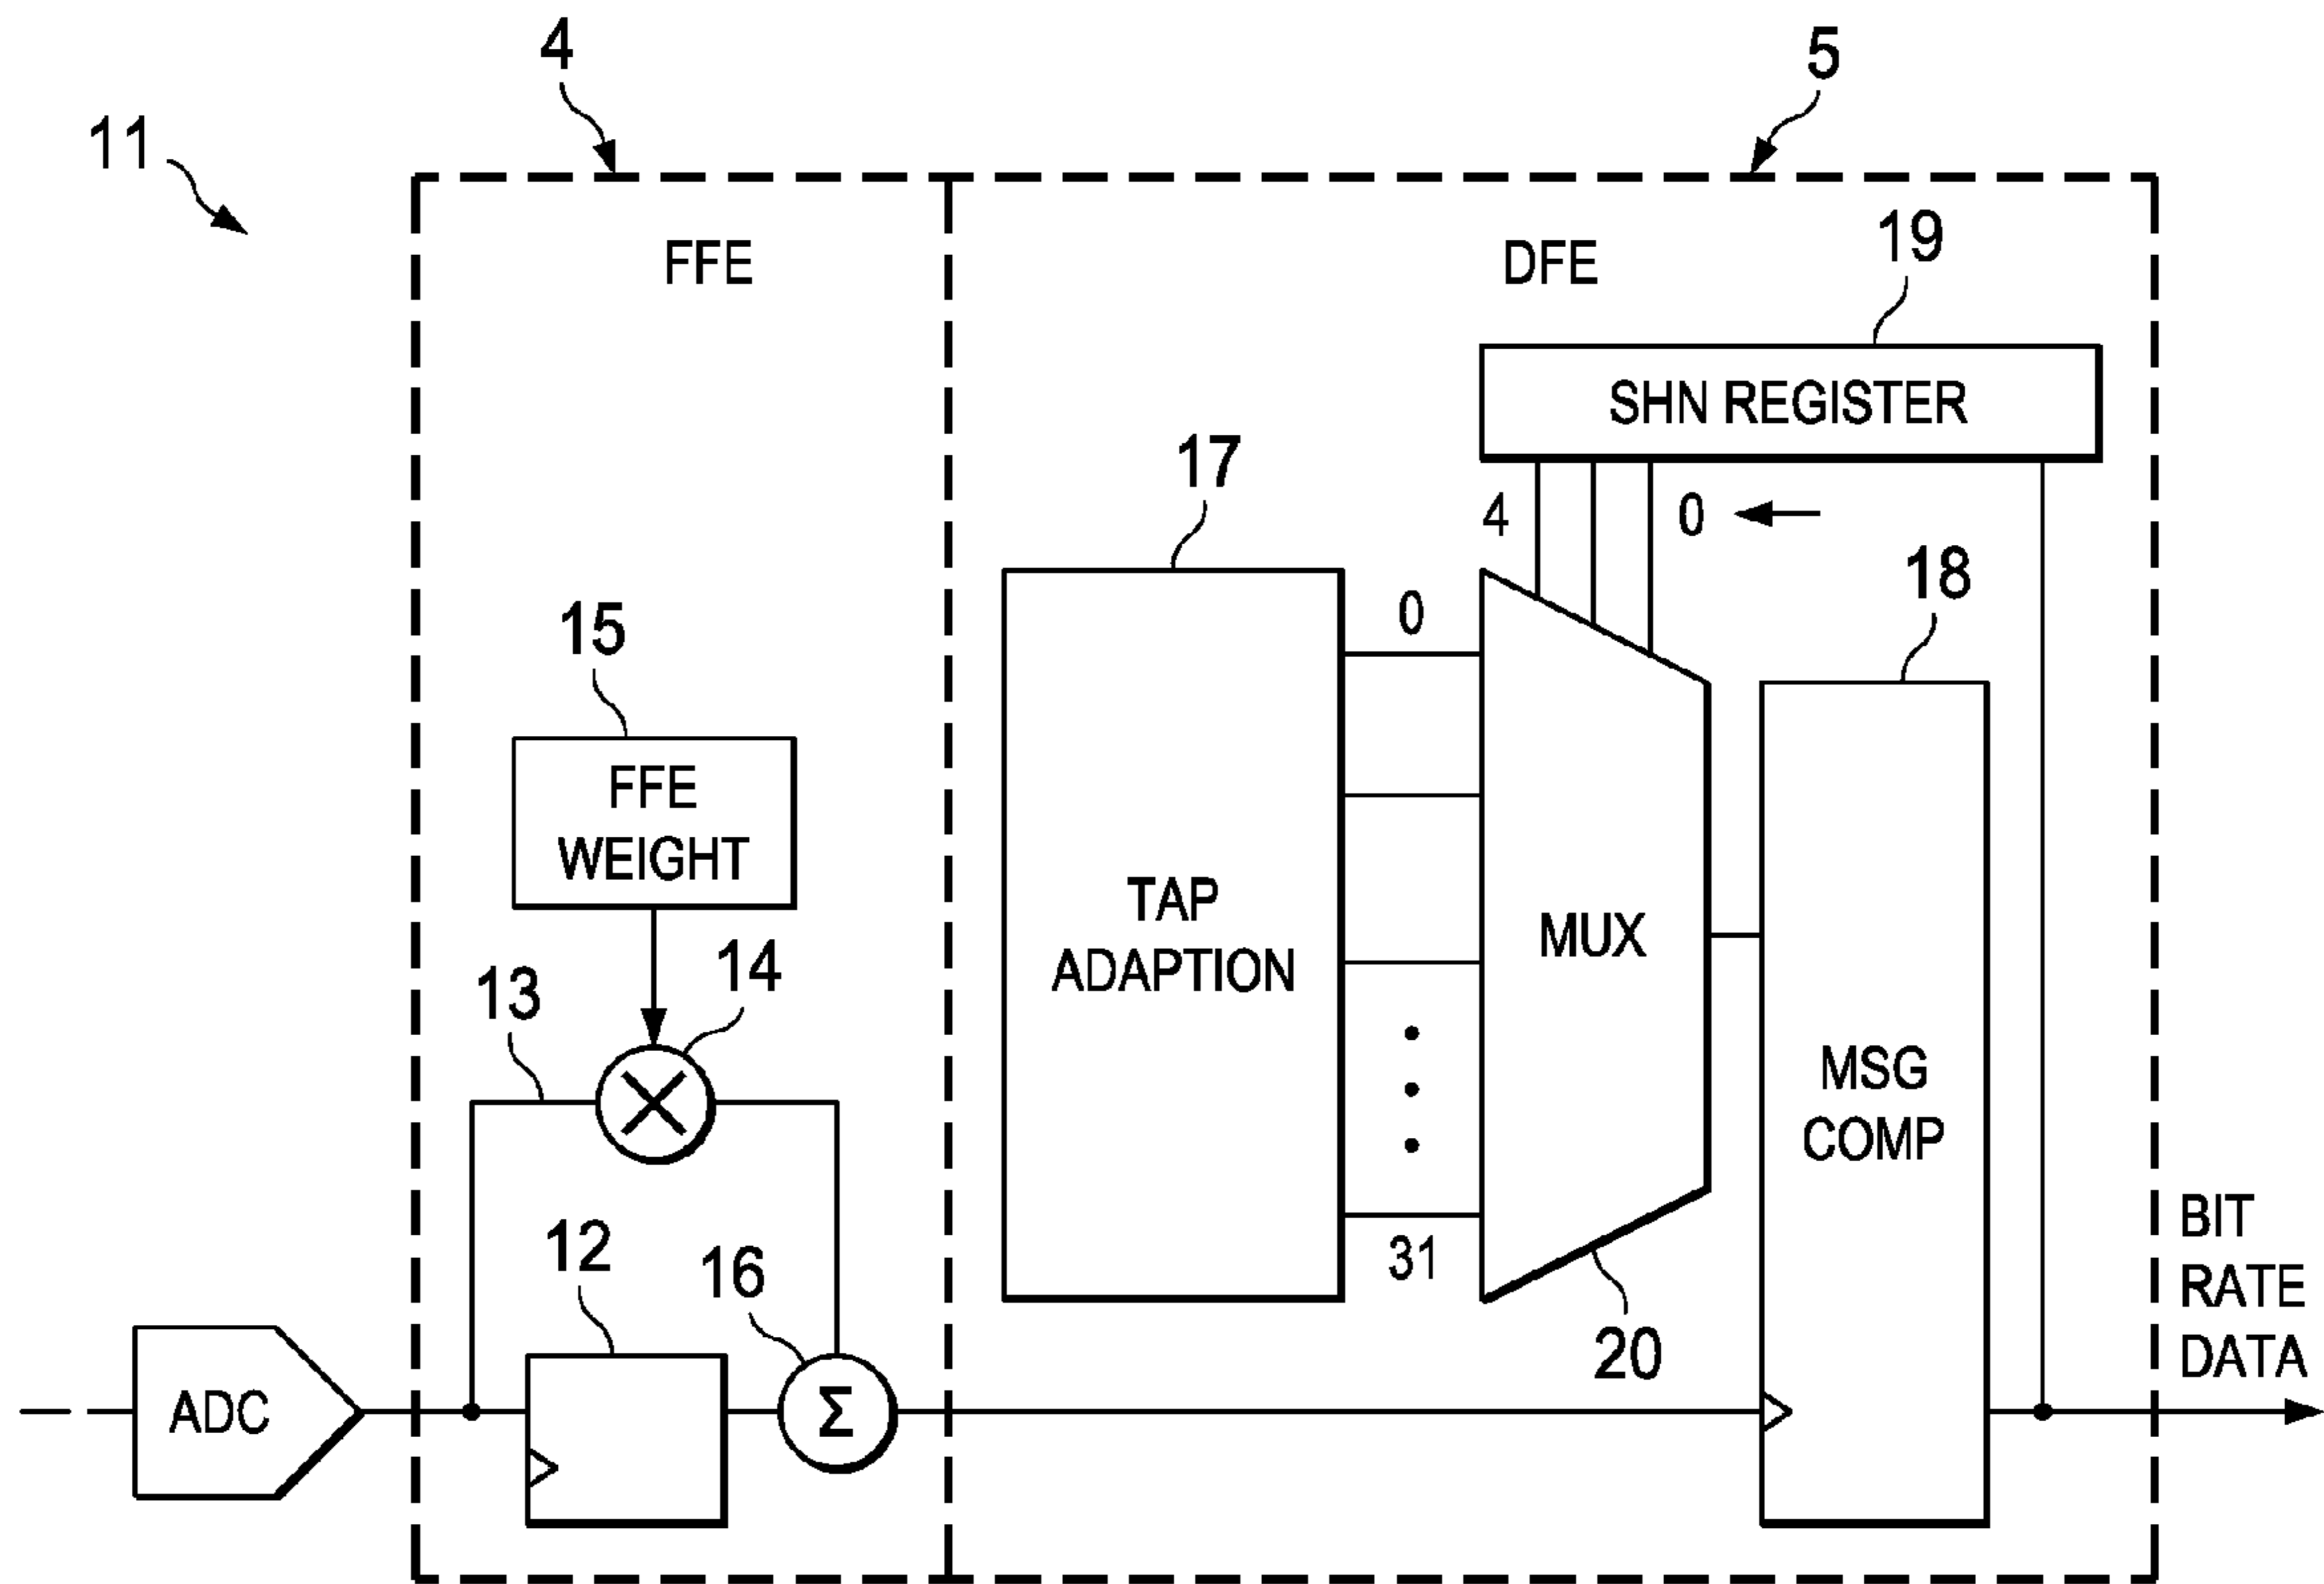 4
5
11
FFE
DFE
19
SHN REGISTER
17
4
0
18
0
15
FFE
WEIGHT
TAP
ADAPTION
MUX
13
14
MSG
COMP
12
16
31
20
BIT
RATE
DATA
ADC
Σ